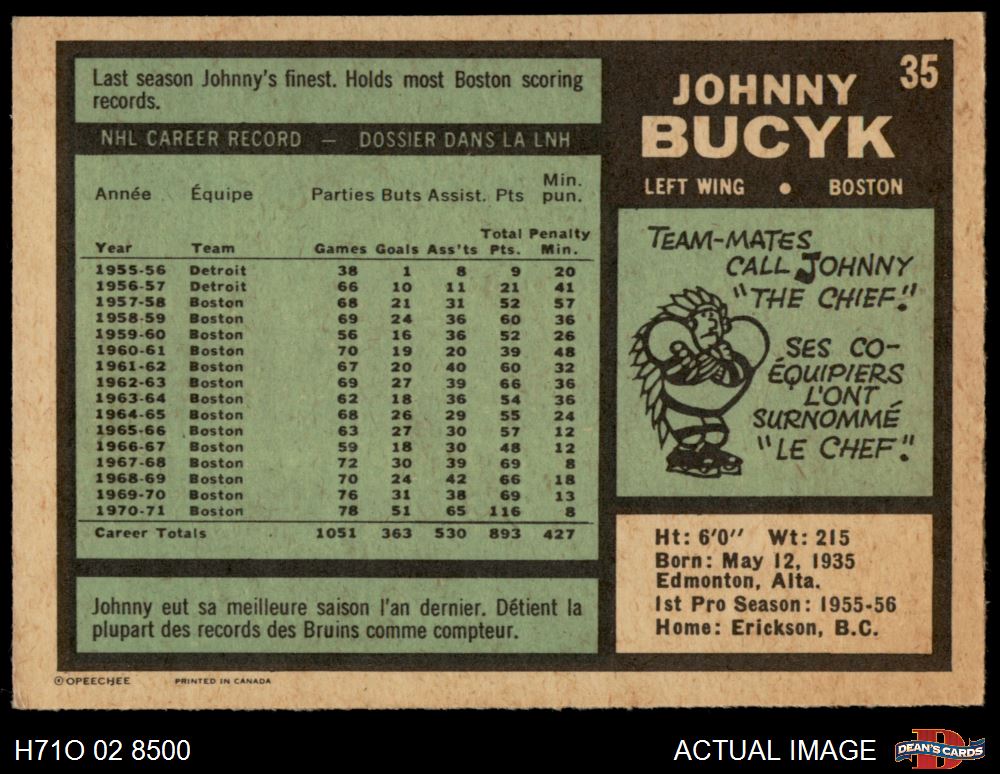 Last season Johnny's finest. Holds most Boston scoring
records.
NHL CAREER RECORD — DOSSIER DANS LA LNH
Année Équipe Parties Buts Assist. Pts Min. pun.
Year Team Games Goals Ass'ts Total Pts. Penalty Min.
1955-56 Detroit 38 1 8 9 20
1956-57 Detroit 66 10 11 21 41
1957-58 Boston 68 21 31 52 57
1958-59 Boston 69 24 36 60 36
1959-60 Boston 56 16 36 52 26
1960-61 Boston 70 19 20 39 48
1961-62 Boston 67 20 40 60 32
1962-63 Boston 69 27 39 66 36
1963-64 Boston 62 18 36 54 36
1964-65 Boston 68 26 29 55 24
1965-66 Boston 63 27 30 57 12
1966-67 Boston 59 18 30 48 12
1967-68 Boston 72 30 39 69 8
1968-69 Boston 70 24 42 66 18
1969-70 Boston 76 31 38 69 13
1970-71 Boston 78 51 65 116 8
Career Totals 1051 363 530 893 427
Johnny eut sa meilleure saison l'an dernier. Détient la
plupart des records des Bruins comme compteur.
35
JOHNNY
BUCYK
LEFT WING • BOSTON
TEAM-MATES
CALL JOHNNY
"THE CHIEF".
SES CO-
ÉQUIPIERS
L'ONT
SURNOMMÉ
"LE CHEF".
Ht: 6'0" Wt: 215
Born: May 12, 1935
Edmonton, Alta.
1st Pro Season: 1955-56
Home: Erickson, B.C.
© OPEECHEE PRINTED IN CANADA
H71O 02 8500
ACTUAL IMAGE
D
DEAN'S CARDS